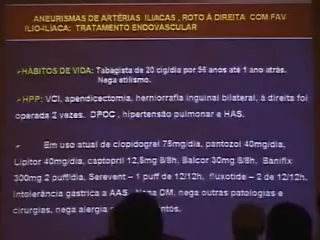 ANEURISMAS DE ARTÉRIAS ILIACAS , ROTO À DIREITA COM FAV
ILIO-ILÍACA: TRATAMENTO ENDOVASCULAR
HÁBITOS DE VIDA: Tabagista de 20 cig/dia por 56 anos até 1 ano atrás.
Nega etilismo.
HPP: VCI, apendicectomia, herniorrafia inguinal bilateral, à direita foi
operada 2 vezes. DPOC , hipertensão pulmonar e HAS.
Em uso atual de clopidogrel 75mg/dia, pantozol 40mg/dia,
Lipitor 40mg/dia, captopril 12,5mg 8/8h, Balcor 30mg 8/8h, Banifix
300mg 2 puff/dia, Serevent – 1 puff de 12/12h, fluxotide – 2 de 12/12h.
Intolerância gástrica a AAS. Nega DM, nega outras patologias e
cirurgias, nega alergia